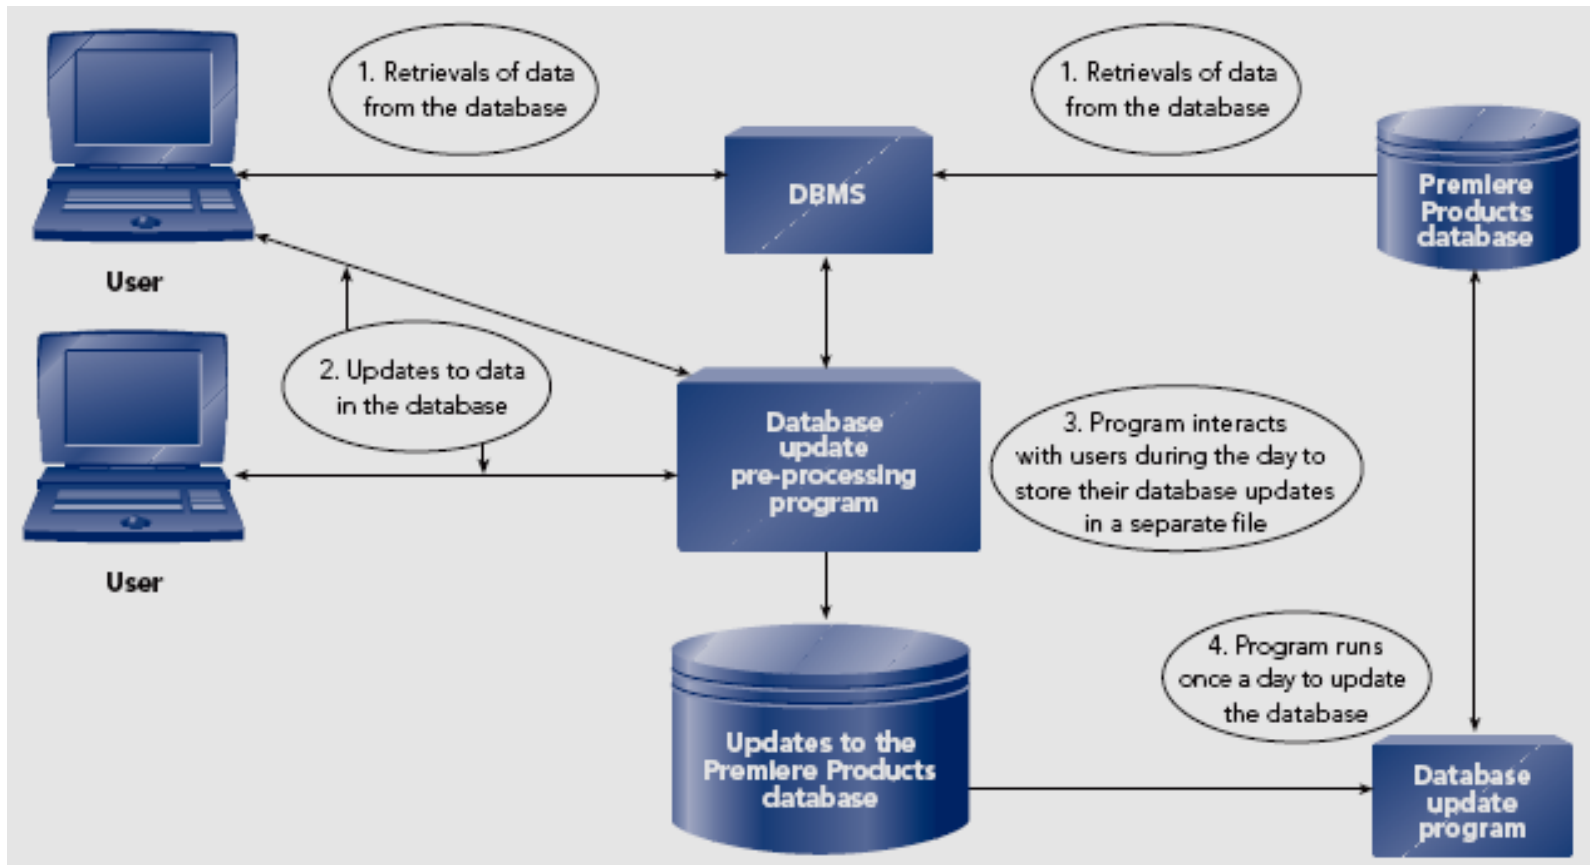 1. Retrievals of data
from the database
1. Retrievals of data
from the database
DBMS
Premiere
Products
database
User
2. Updates to data
in the database
Database
update
pre-processing
program
3. Program interacts
with users during the day to
store their database updates
in a separate file
User
4. Program runs
once a day to update
the database
Updates to the
Premiere Products
database
Database
update
program